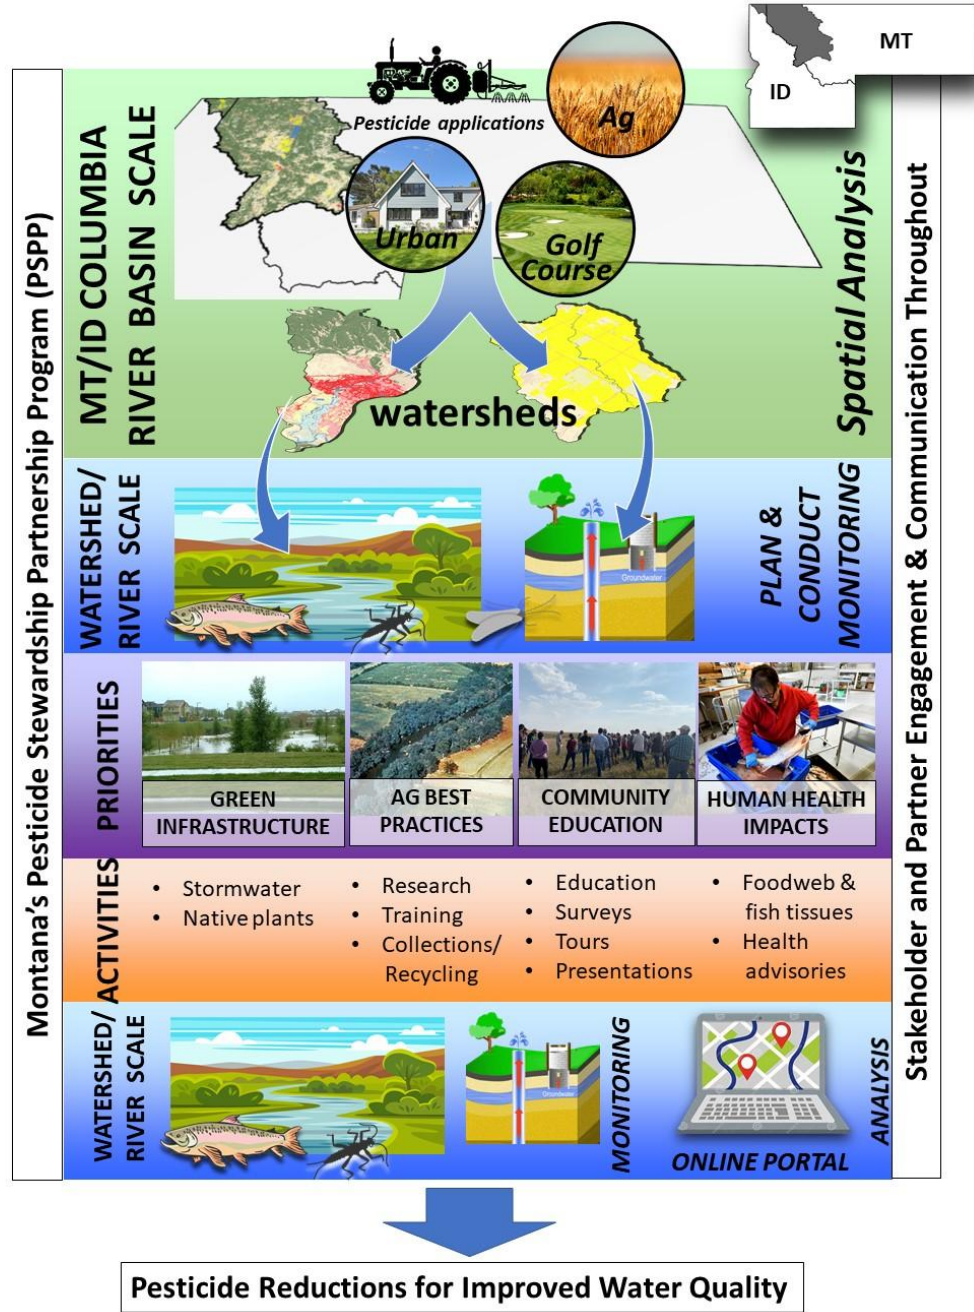 MT
ID
Montana's Pesticide Stewardship Partnership Program (PSPP)
Stakeholder and Partner Engagement & Communication Throughout
MT/ID COLUMBIA
RIVER BASIN SCALE
Pesticide applications
Ag
Urban
Golf
Course
Spatial Analysis
watersheds
WATERSHED/
RIVER SCALE
Groundwater
PLAN &
CONDUCT
MONITORING
PRIORITIES
GREEN
INFRASTRUCTURE
AG BEST
PRACTICES
COMMUNITY
EDUCATION
HUMAN HEALTH
IMPACTS
ACTIVITIES
• Stormwater
• Native plants
• Research
• Training
• Collections/
Recycling
• Education
• Surveys
• Tours
• Presentations
• Foodweb &
fish tissues
• Health
advisories
WATERSHED/
RIVER SCALE
Groundwater
MONITORING
ONLINE PORTAL
ANALYSIS
Pesticide Reductions for Improved Water Quality